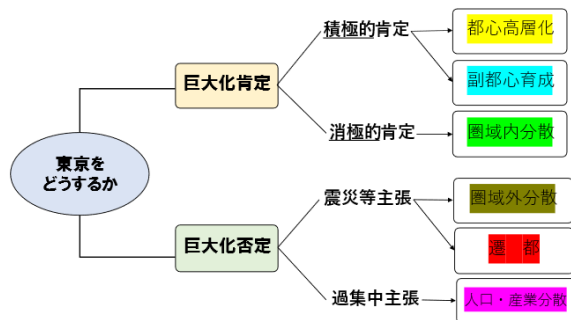 積極的肯定
都心高層化
巨大化肯定
副都心育成
消極的肯定
圏域内分散
東京を
どうするか
震災等主張
圏域外分散
巨大化否定
遷　都
過集中主張
人口・産業分散